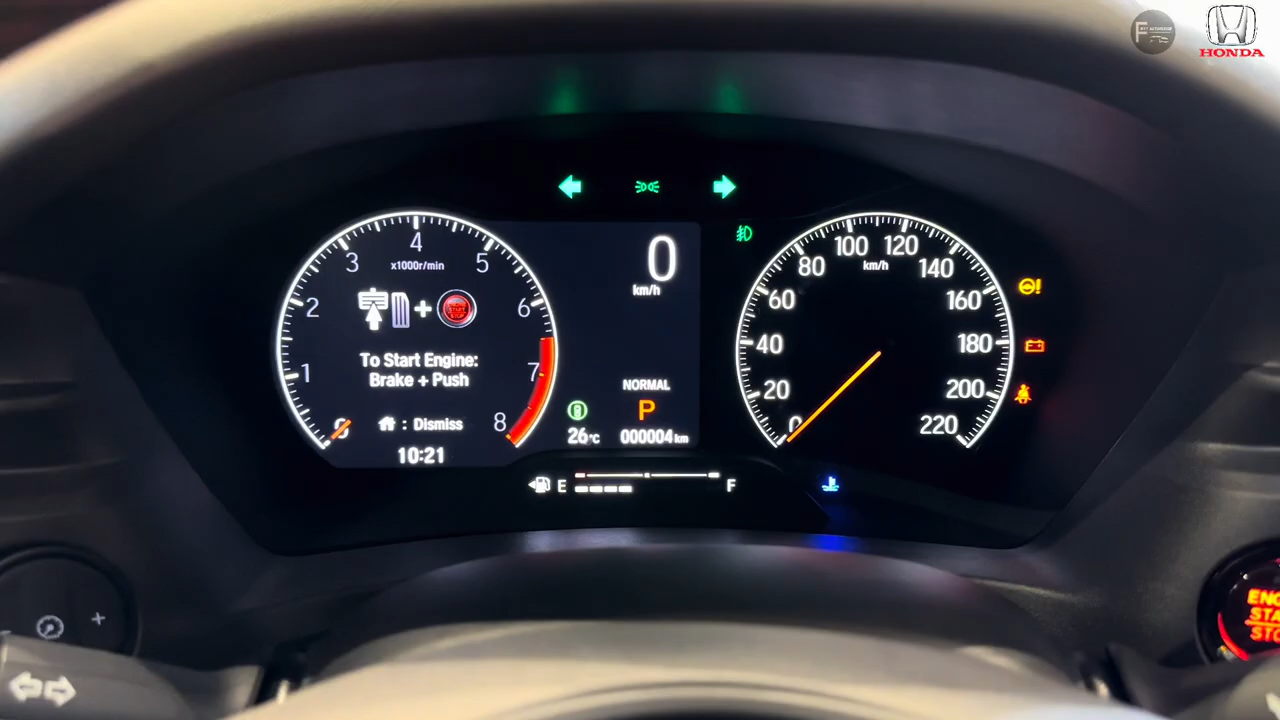 HONDA
0
km/h
4
3
5
x1000r/min
2
6
To Start Engine:
Brake + Push
1
7
: Dismiss
0
8
10:21
NORMAL
P
26°C
000004 km
E
F
100
120
80
km/h
140
60
160
40
180
20
200
0
220
+